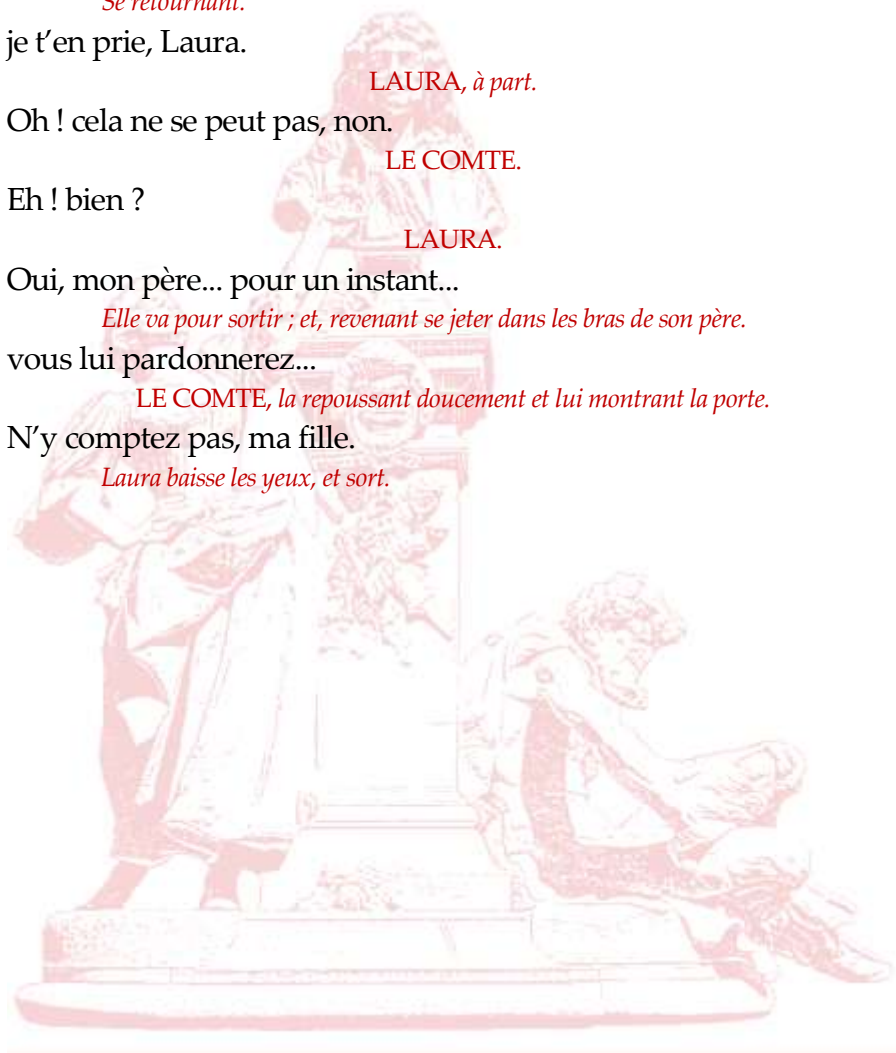 Se retournant.
je t'en prie, Laura.
LAURA, à part.
Oh ! cela ne se peut pas, non.
LE COMTE.
Eh ! bien ?
LAURA.
Oui, mon père... pour un instant...
Elle va pour sortir ; et, revenant se jeter dans les bras de son père.
vous lui pardonnerez...
LE COMTE, la repoussant doucement et lui montrant la porte.
N'y comptez pas, ma fille.
Laura baisse les yeux, et sort.